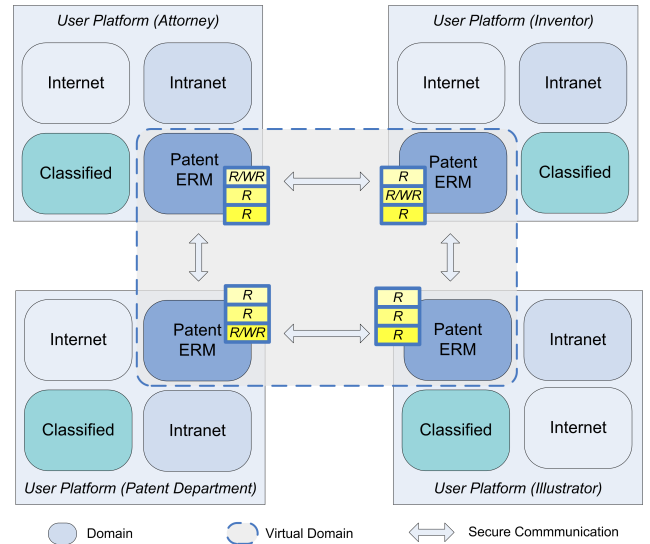 User Platform (Attorney)
Internet
Intranet
Classified
Patent
ERM
R/WR
R
R
User Platform (Inventor)
Internet
Intranet
Patent
ERM
Classified
R
R/WR
R
Internet
Patent
ERM
R
R
R/WR
Classified
Intranet
User Platform (Patent Department)
R
R
R
Patent
ERM
Intranet
Classified
Internet
User Platform (Illustrator)
Domain
Virtual Domain
Secure Commmunication